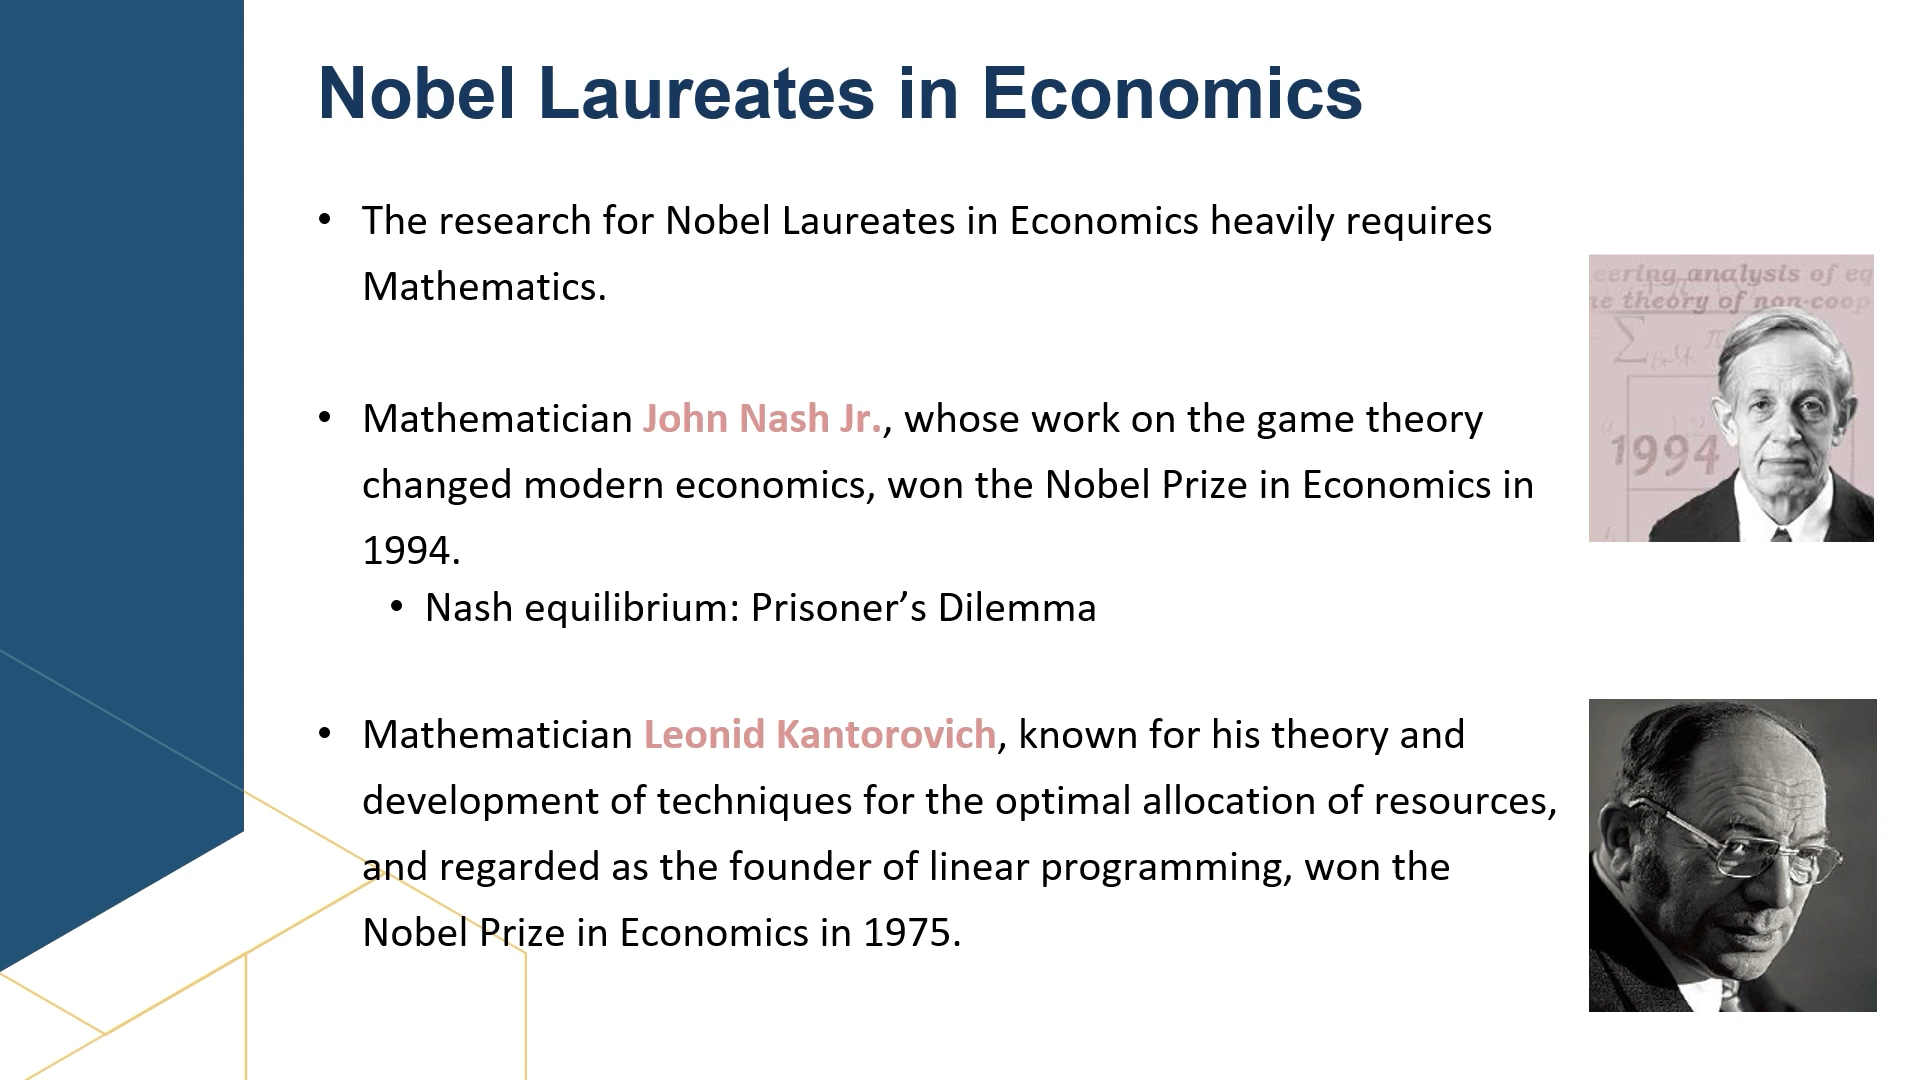 Nobel Laureates in Economics
• The research for Nobel Laureates in Economics heavily requires
Mathematics.
• Mathematician John Nash Jr., whose work on the game theory
changed modern economics, won the Nobel Prize in Economics in
1994.
• Nash equilibrium: Prisoner’s Dilemma
• Mathematician Leonid Kantorovich, known for his theory and
development of techniques for the optimal allocation of resources,
and regarded as the founder of linear programming, won the
Nobel Prize in Economics in 1975.
eering analysis of eq
theory of non-coop
1994